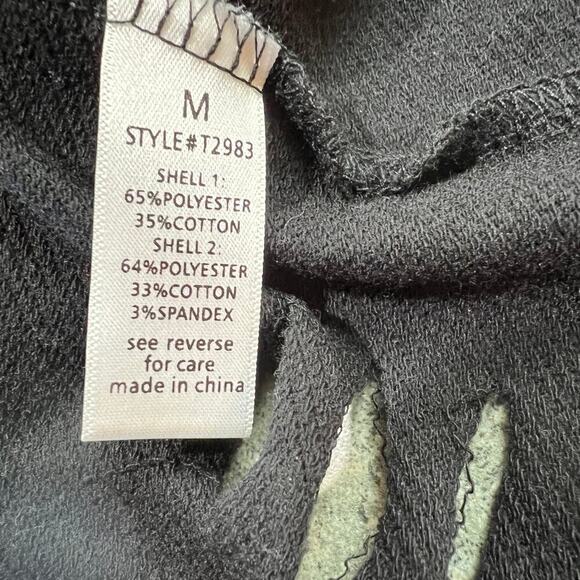 M
STYLE#T2983
SHELL 1:
65%POLYESTER
35%COTTON
SHELL 2:
64%POLYESTER
33%COTTON
3%SPANDEX
see reverse
for care
made in china